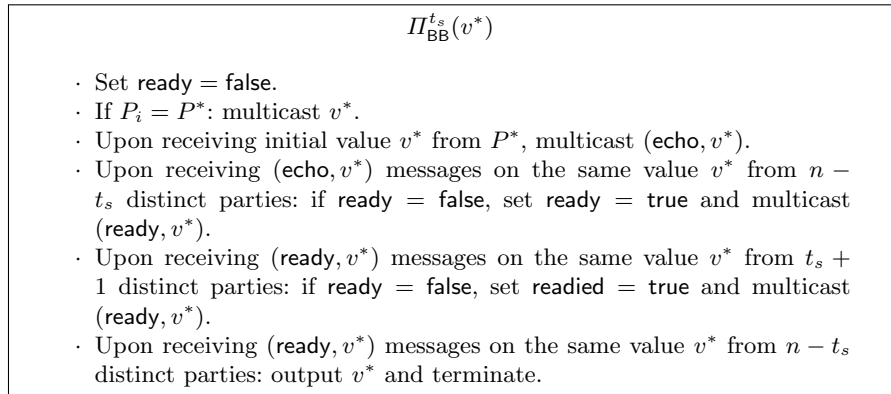 Π^{t_s}_{BB}(v*)
· Set ready = false.
· If P_i = P*: multicast v*.
· Upon receiving initial value v* from P*, multicast (echo, v*).
· Upon receiving (echo, v*) messages on the same value v* from n −
t_s distinct parties: if ready = false, set ready = true and multicast
(ready, v*).
· Upon receiving (ready, v*) messages on the same value v* from t_s +
1 distinct parties: if ready = false, set readied = true and multicast
(ready, v*).
· Upon receiving (ready, v*) messages on the same value v* from n − t_s
distinct parties: output v* and terminate.